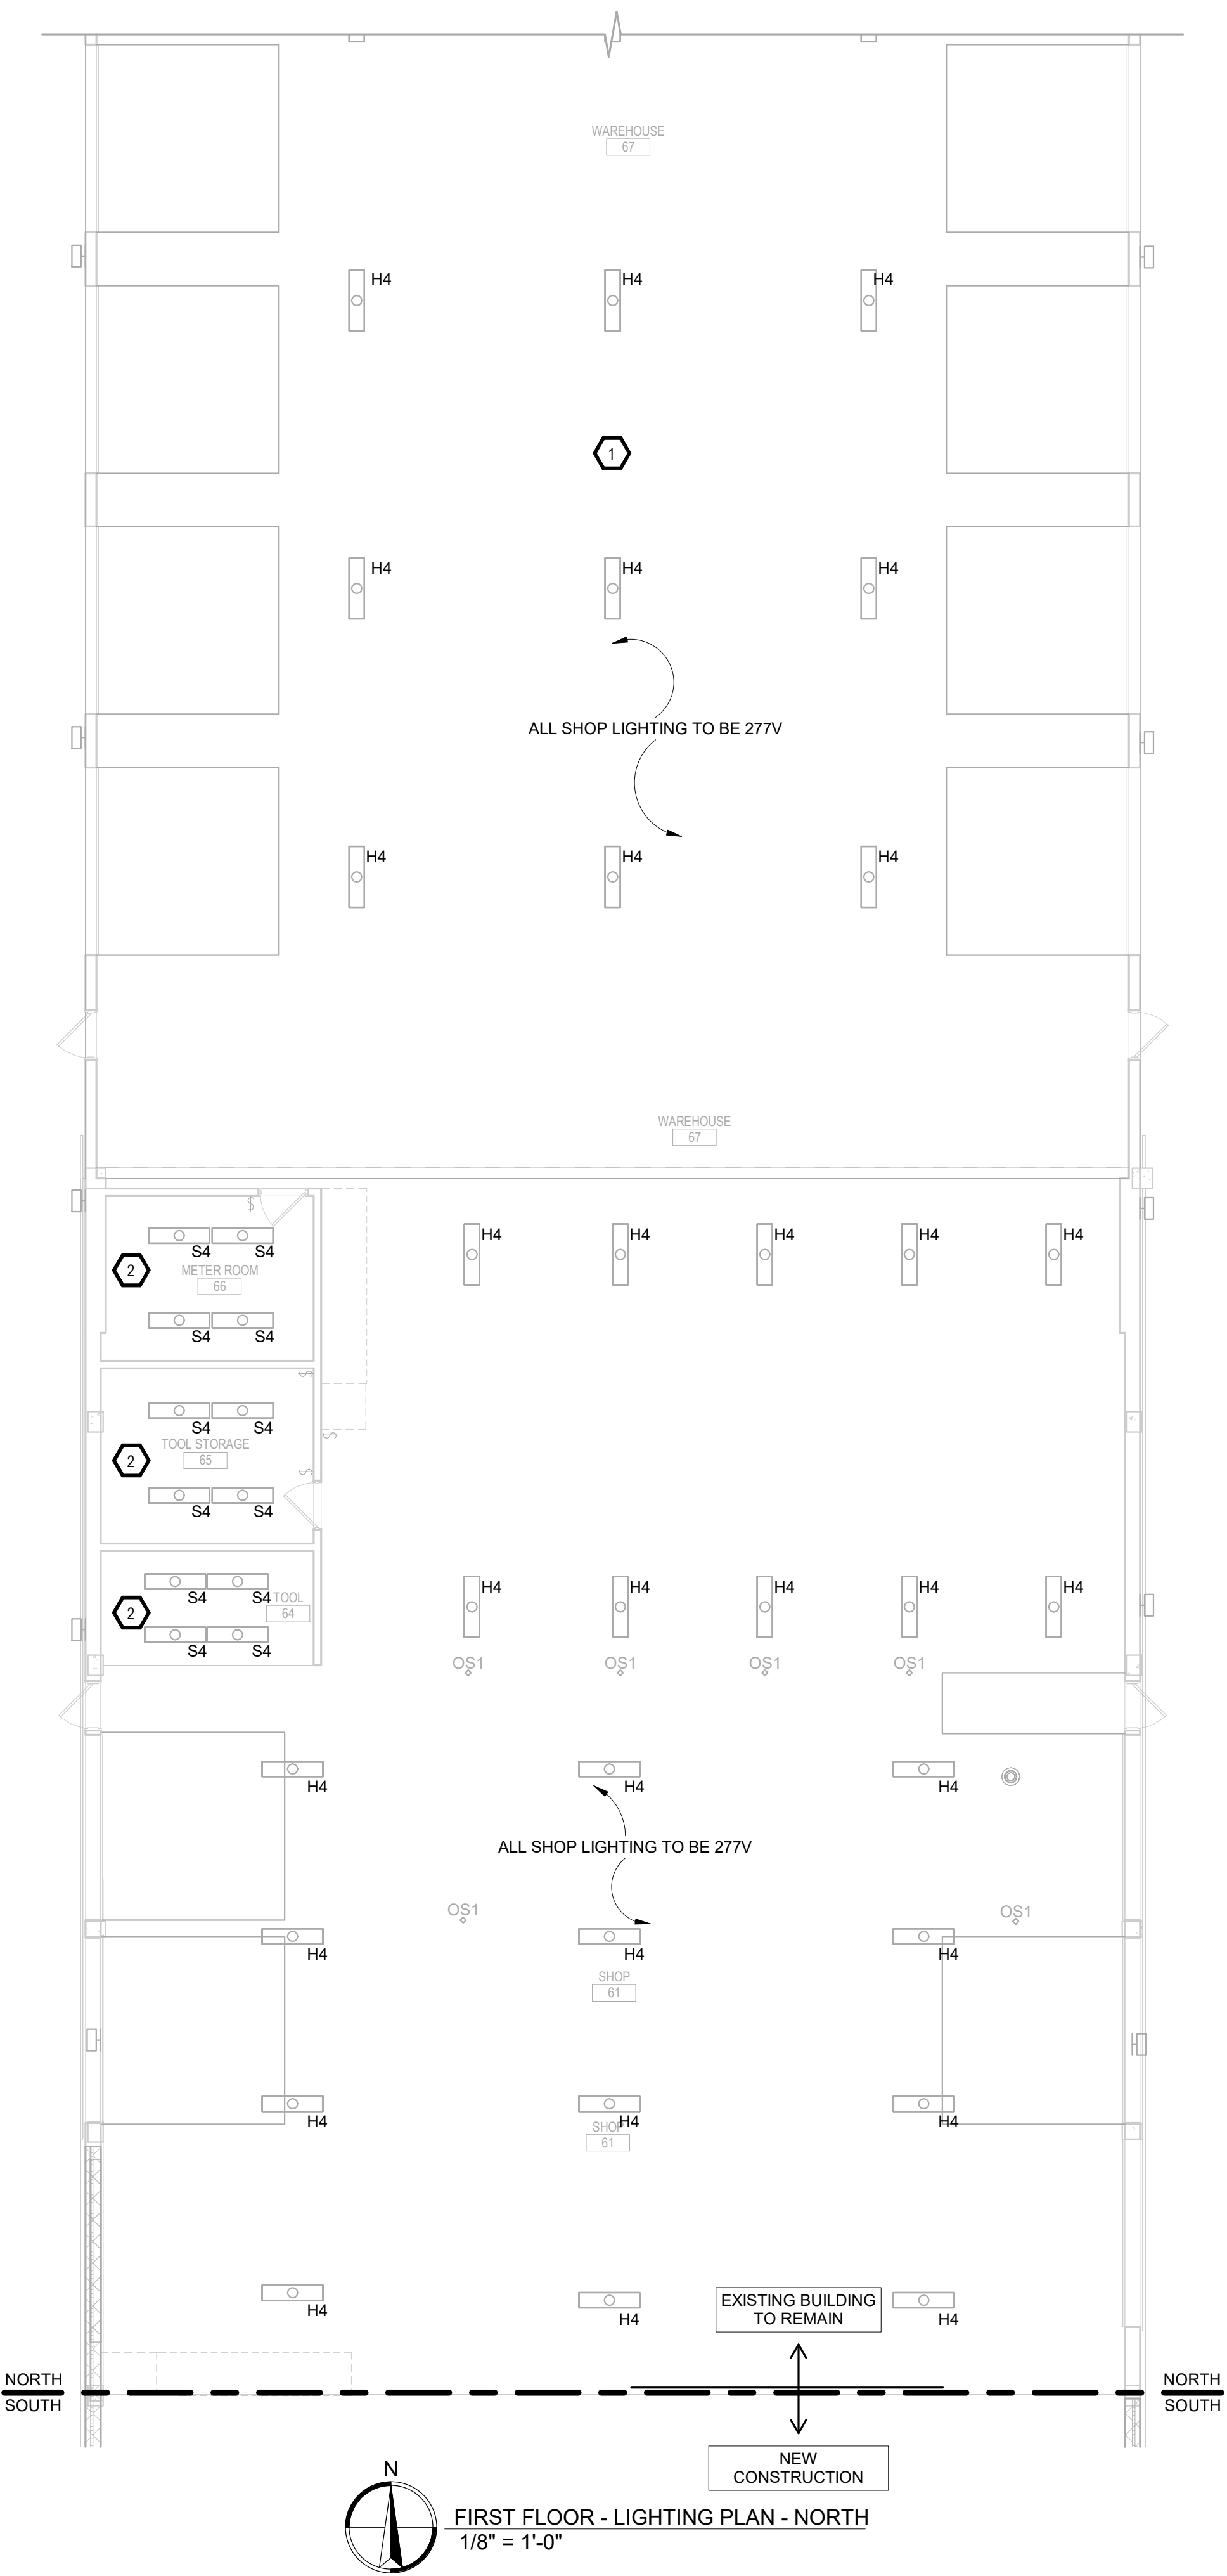 WAREHOUSE
67
H4 H4 H4
1
H4 H4 H4
ALL SHOP LIGHTING TO BE 277V
H4 H4 H4
WAREHOUSE
67
$
H4 H4 H4 H4 H4
S4 S4
2
METER ROOM
66
S4 S4
$
S4 S4
$
2
TOOL STORAGE
65
$
S4 S4
H4 H4 H4 H4 H4
S4 S4
TOOL
2
64
S4 S4
OS1 OS1 OS1 OS1
H4 H4 H4
ALL SHOP LIGHTING TO BE 277V
OS1 OS1
H4 H4 H4
SHOP
61
H4 H4 H4
SHOP
61
EXISTING BUILDING
TO REMAIN
H4 H4 H4
NORTH NORTH
SOUTH SOUTH
NEW
CONSTRUCTION
N
FIRST FLOOR - LIGHTING PLAN - NORTH
1/8" = 1'-0"